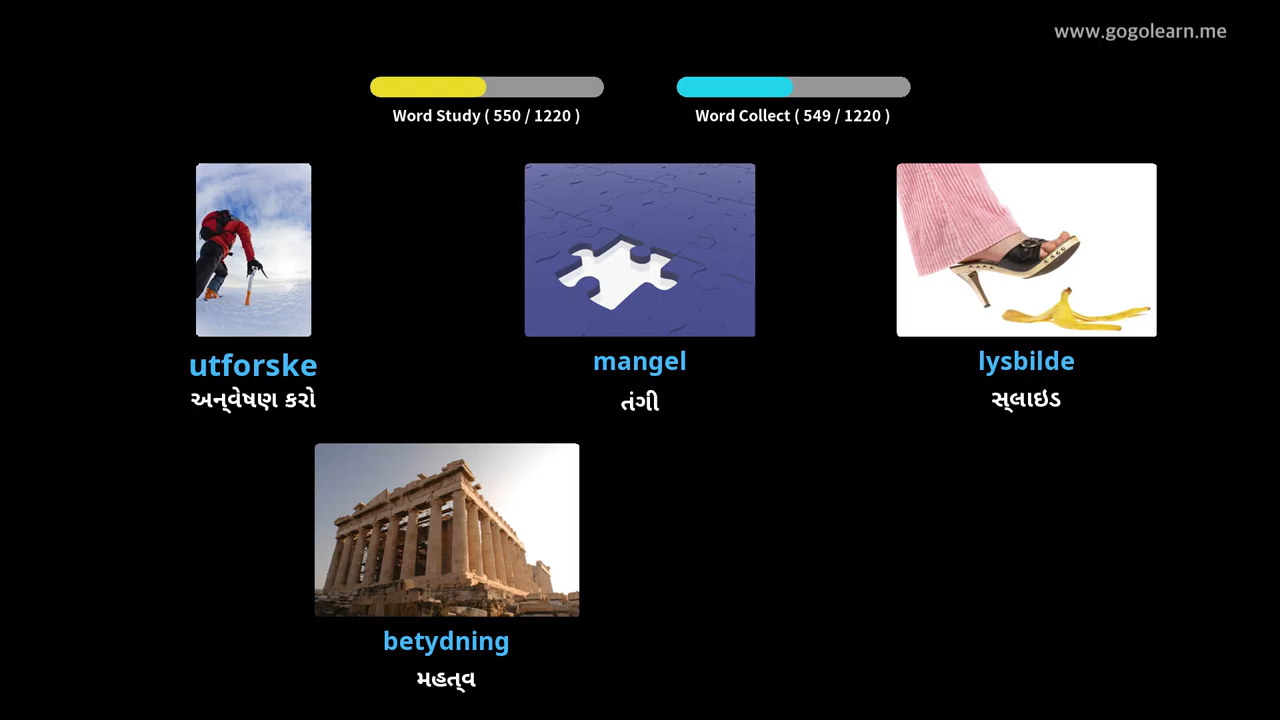 www.gogolearn.me
Word Study ( 550 / 1220 )
Word Collect ( 549 / 1220 )
utforske
અન્વેષણ કરો
mangel
તંગી
lysbilde
સ્લાઇડ
betydning
મહત્વ